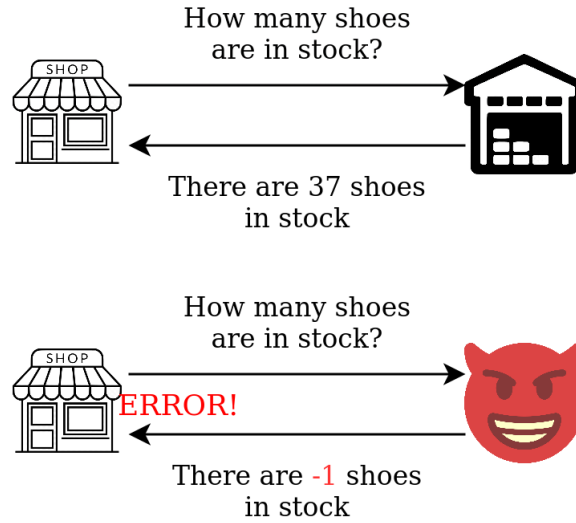 How many shoes
are in stock?
SHOP
There are 37 shoes
in stock
How many shoes
are in stock?
SHOP
ERROR!
There are -1 shoes
in stock